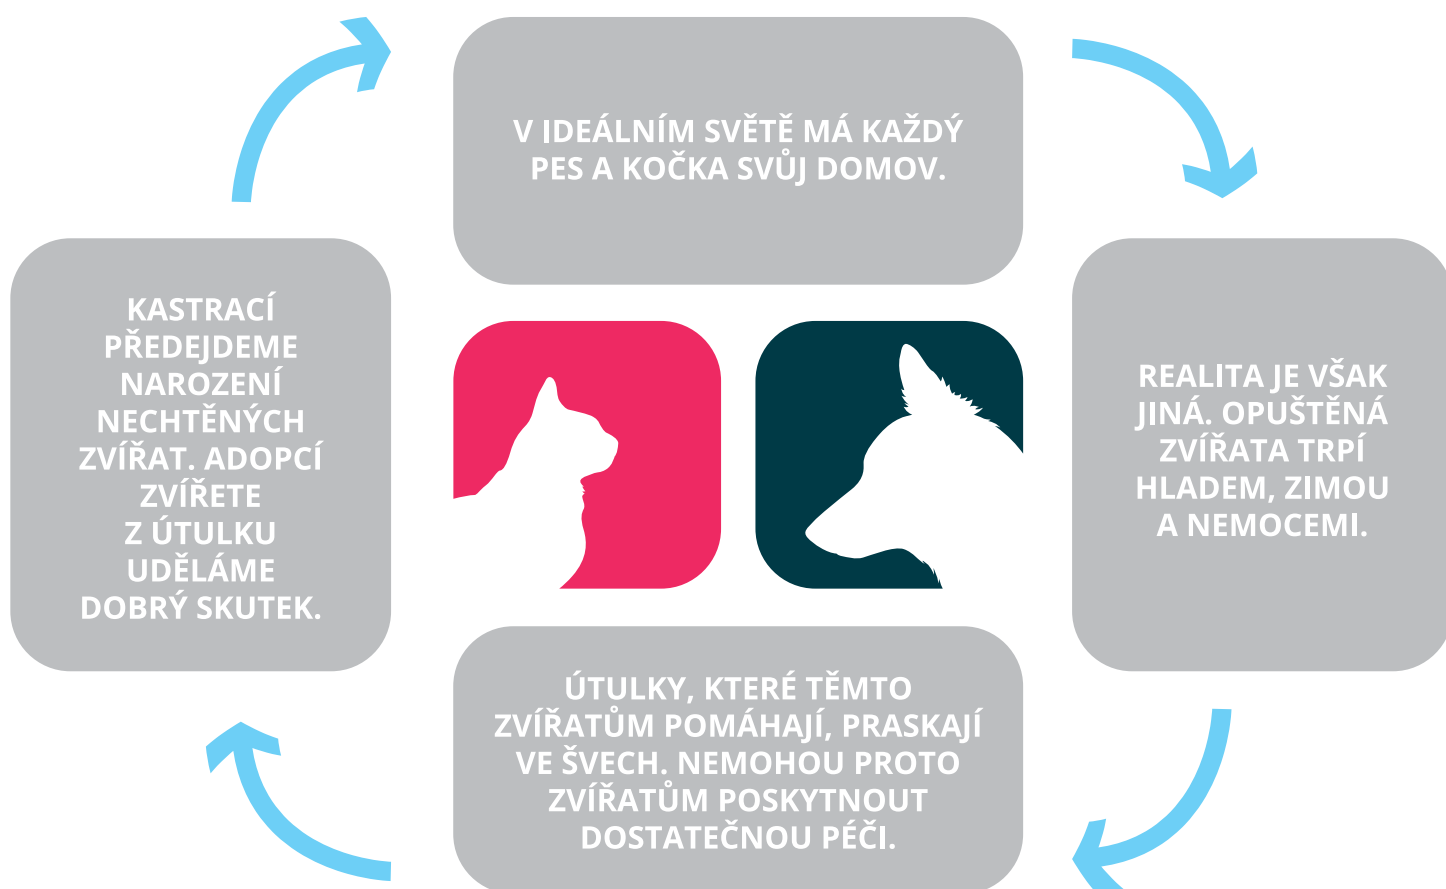 V IDEÁLNÍM SVĚTĚ MÁ KAŽDÝ
PES A KOČKA SVŮJ DOMOV.
REALITA JE VŠAK
JINÁ. OPUŠTĚNÁ
ZVÍŘATA TRPÍ
HLADEM, ZIMOU
A NEMOCEMI.
ÚTULKY, KTERÉ TĚMTO
ZVÍŘATŮM POMÁHAJÍ, PRASKAJÍ
VE ŠVECH. NEMOHOU PROTO
ZVÍŘATŮM POSKYTNOUT
DOSTATEČNOU PÉČI.
KASTRACÍ
PŘEDEJDEME
NAROZENÍ
NECHTĚNÝCH
ZVÍŘAT. ADOPCÍ
ZVÍŘETE
Z ÚTULKU
UDĚLÁME
DOBRÝ SKUTEK.